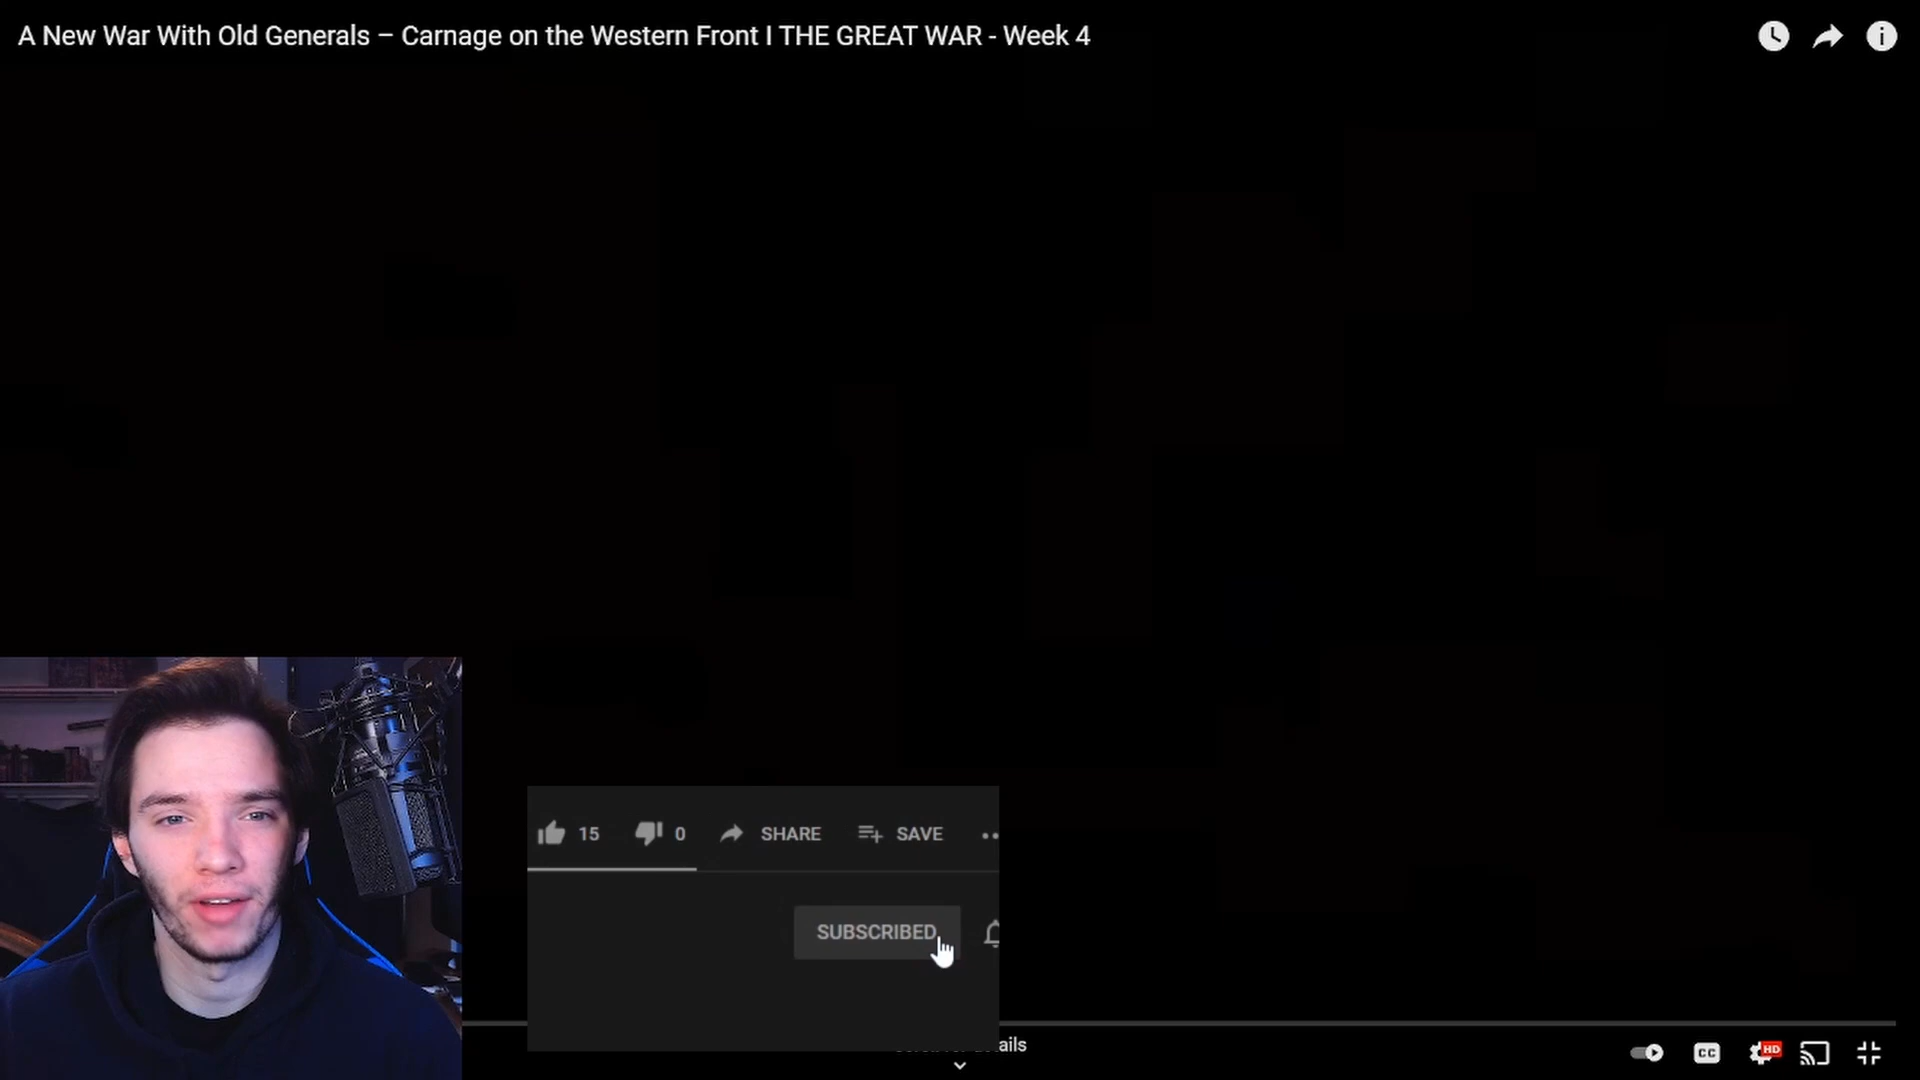 A New War With Old Generals – Carnage on the Western Front I THE GREAT WAR - Week 4
15 0 SHARE SAVE
SUBSCRIBED
ails
CC HD